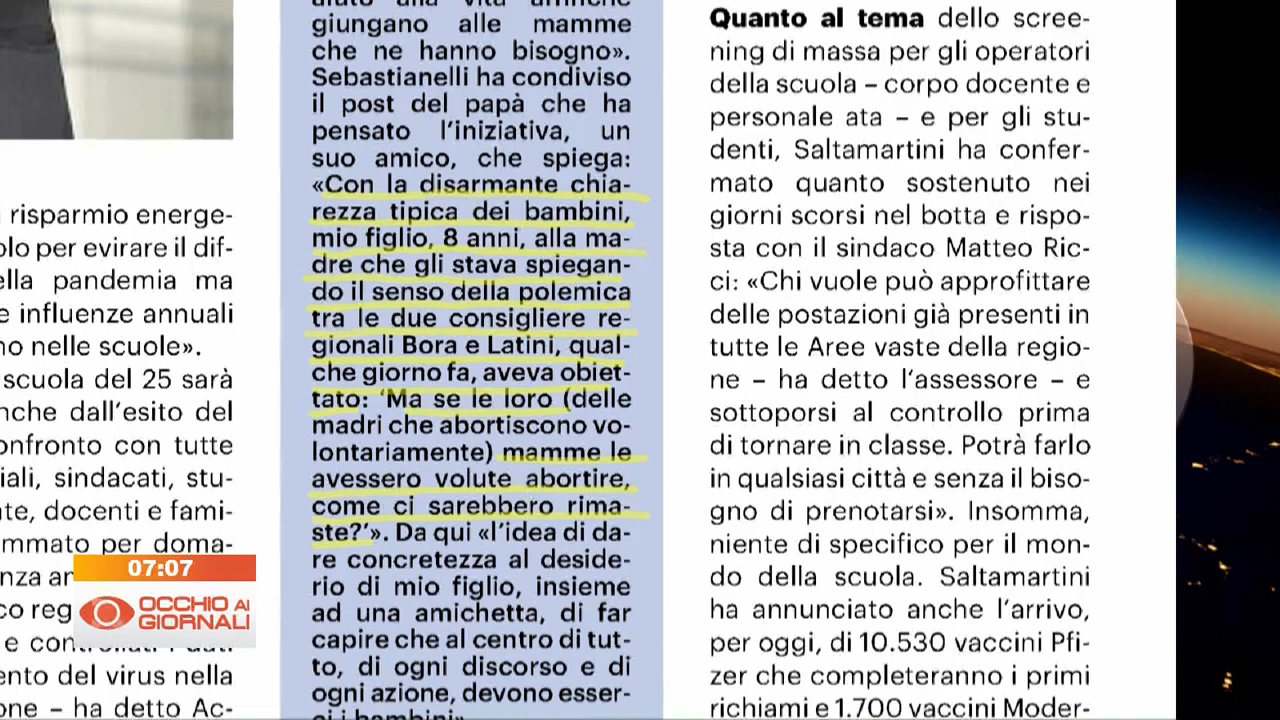 i risparmio energe-
olo per evirare il dif-
ella pandemia ma
e influenze annuali
no nelle scuole».
scuola del 25 sarà
nche dall'esito del
onfronto con tutte
iali, sindacati, stu-
nte, docenti e fami-
mmato per doma-
nza an
co reg
e
ento del virus nella
one – ha detto Ac-
07:07
OCCHIO AI
GIORNALI
aiuto alla vita affinché
giungano alle mamme
che ne hanno bisogno».
Sebastianelli ha condiviso
il post del papà che ha
pensato l'iniziativa, un
suo amico, che spiega:
«Con la disarmante chia-
rezza tipica dei bambini,
mio figlio, 8 anni, alla ma-
dre che gli stava spiegan-
do il senso della polemica
tra le due consigliere re-
gionali Bora e Latini, qual-
che giorno fa, aveva obiet-
tato: 'Ma se le loro (delle
madri che abortiscono vo-
lontariamente) mamme le
avessero volute abortire,
come ci sarebbero rima-
ste?'». Da qui «l'idea di da-
re concretezza al deside-
rio di mio figlio, insieme
ad una amichetta, di far
capire che al centro di tut-
to, di ogni discorso e di
ogni azione, devono esser-
ci i bambini»
Quanto al tema dello scree-
ning di massa per gli operatori
della scuola – corpo docente e
personale ata – e per gli stu-
denti, Saltamartini ha confer-
mato quanto sostenuto nei
giorni scorsi nel botta e rispo-
sta con il sindaco Matteo Ric-
ci: «Chi vuole può approfittare
delle postazioni già presenti in
tutte le Aree vaste della regio-
ne – ha detto l'assessore – e
sottoporsi al controllo prima
di tornare in classe. Potrà farlo
in qualsiasi città e senza il biso-
gno di prenotarsi». Insomma,
niente di specifico per il mon-
do della scuola. Saltamartini
ha annunciato anche l'arrivo,
per oggi, di 10.530 vaccini Pfi-
zer che completeranno i primi
richiami e 1.700 vaccini Moder-